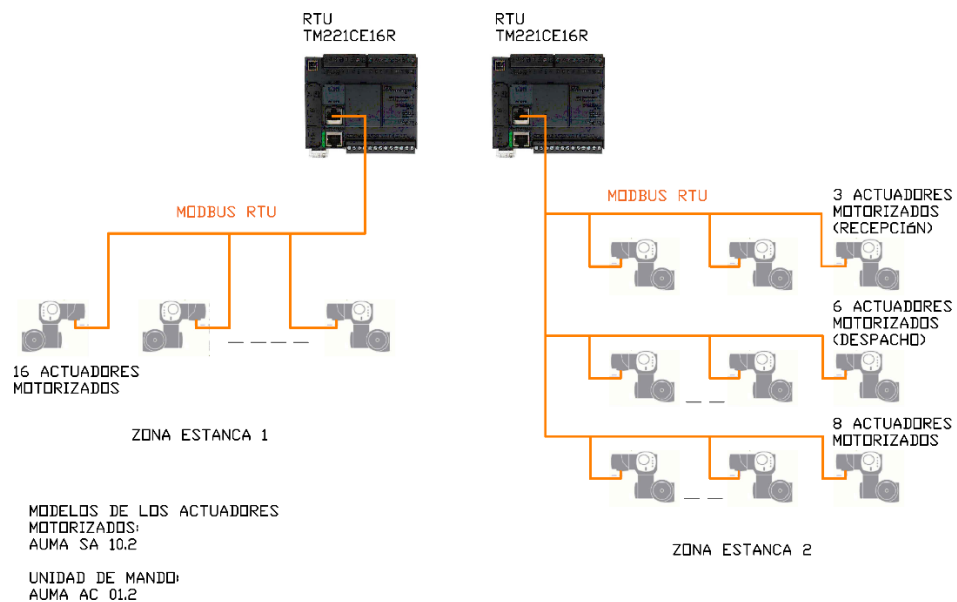 RTU
TM221CE16R
RTU
TM221CE16R
MODBUS RTU
MODBUS RTU
3 ACTUADORES
MOTORIZADOS
(RECEPCIóN)
6 ACTUADORES
MOTORIZADOS
(DESPACHO)
16 ACTUADORES
MOTORIZADOS
8 ACTUADORES
MOTORIZADOS
ZONA ESTANCA 1
ZONA ESTANCA 2
MODELOS DE LOS ACTUADORES
MOTORIZADOS:
AUMA SA 10.2
UNIDAD DE MANDO:
AUMA AC 01.2